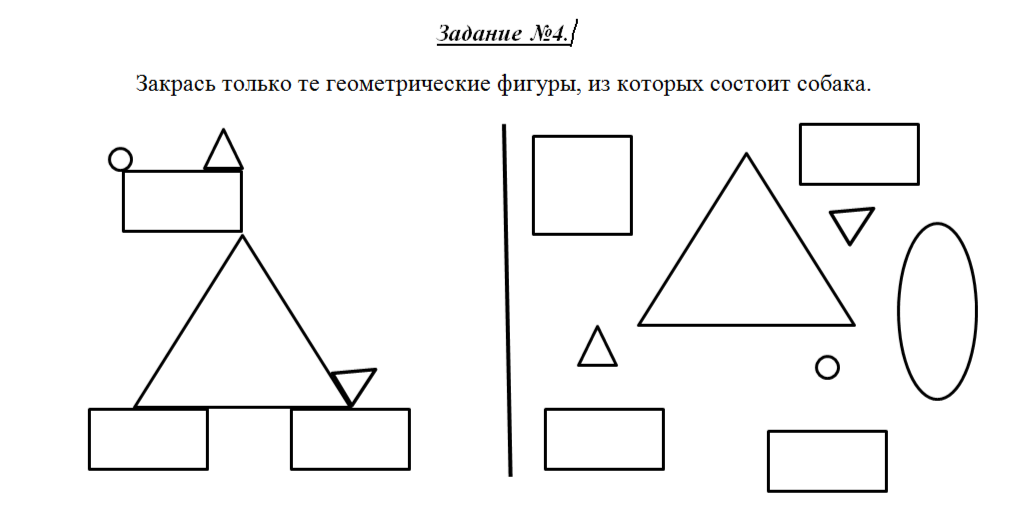 Задание №4.
Закрась только те геометрические фигуры, из которых состоит собака.